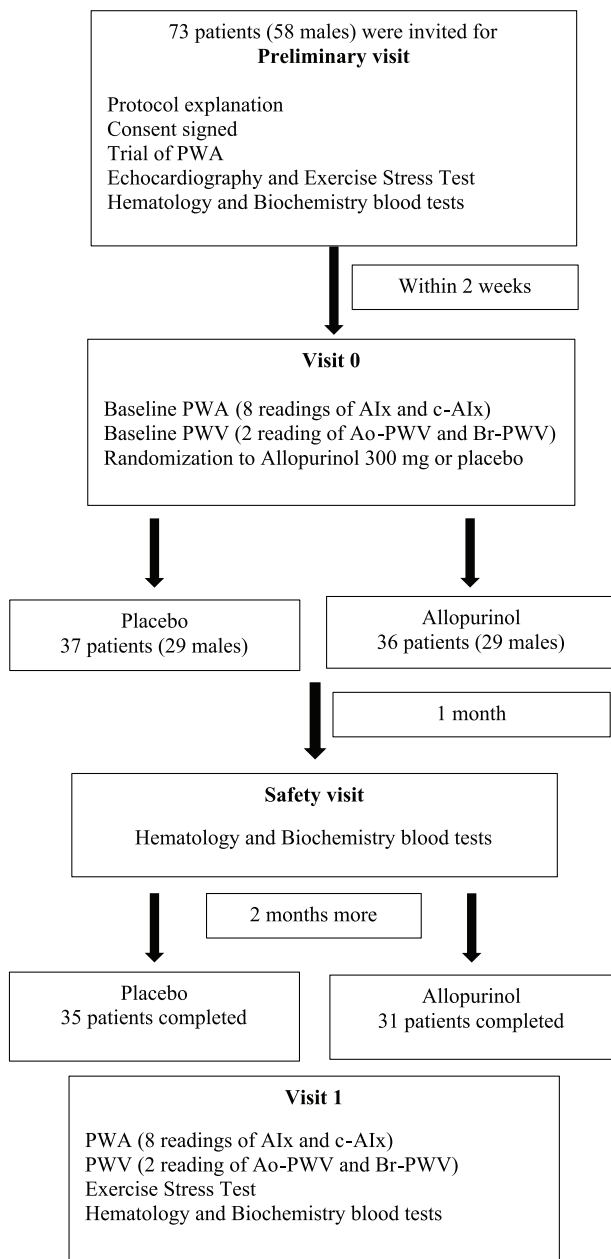 73 patients (58 males) were invited for
Preliminary visit
Protocol explanation
Consent signed
Trial of PWA
Echocardiography and Exercise Stress Test
Hematology and Biochemistry blood tests
Within 2 weeks
Visit 0
Baseline PWA (8 readings of AIx and c-AIx)
Baseline PWV (2 reading of Ao-PWV and Br-PWV)
Randomization to Allopurinol 300 mg or placebo
Placebo
37 patients (29 males)
Allopurinol
36 patients (29 males)
1 month
Safety visit
Hematology and Biochemistry blood tests
2 months more
Placebo
35 patients completed
Allopurinol
31 patients completed
Visit 1
PWA (8 readings of AIx and c-AIx)
PWV (2 reading of Ao-PWV and Br-PWV)
Exercise Stress Test
Hematology and Biochemistry blood tests